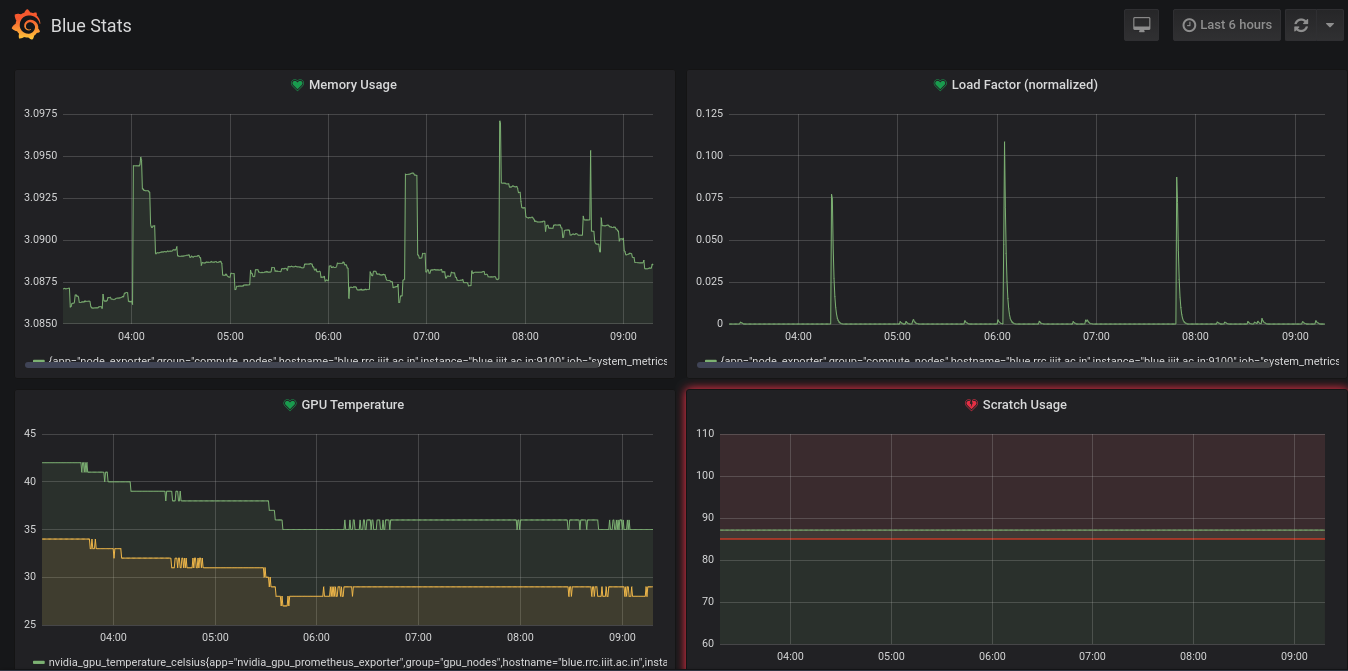 Blue Stats
Last 6 hours
Memory Usage
3.0975
3.0950
3.0925
3.0900
3.0875
3.0850
04:00 05:00 06:00 07:00 08:00 09:00
{app="node_exporter",group="compute_nodes",hostname="blue.rrc.iiit.ac.in",instance="blue.iiit.ac.in:9100",job="system_metrics
Load Factor (normalized)
0.125
0.100
0.075
0.050
0.025
0
04:00 05:00 06:00 07:00 08:00 09:00
{app="node_exporter",group="compute_nodes",hostname="blue.rrc.iiit.ac.in",instance="blue.iiit.ac.in:9100",job="system_metrics
GPU Temperature
45
40
35
30
25
04:00 05:00 06:00 07:00 08:00 09:00
nvidia_gpu_temperature_celsius{app="nvidia_gpu_prometheus_exporter",group="gpu_nodes",hostname="blue.rrc.iiit.ac.in",insta
Scratch Usage
110
100
90
80
70
60
04:00 05:00 06:00 07:00 08:00 09:00